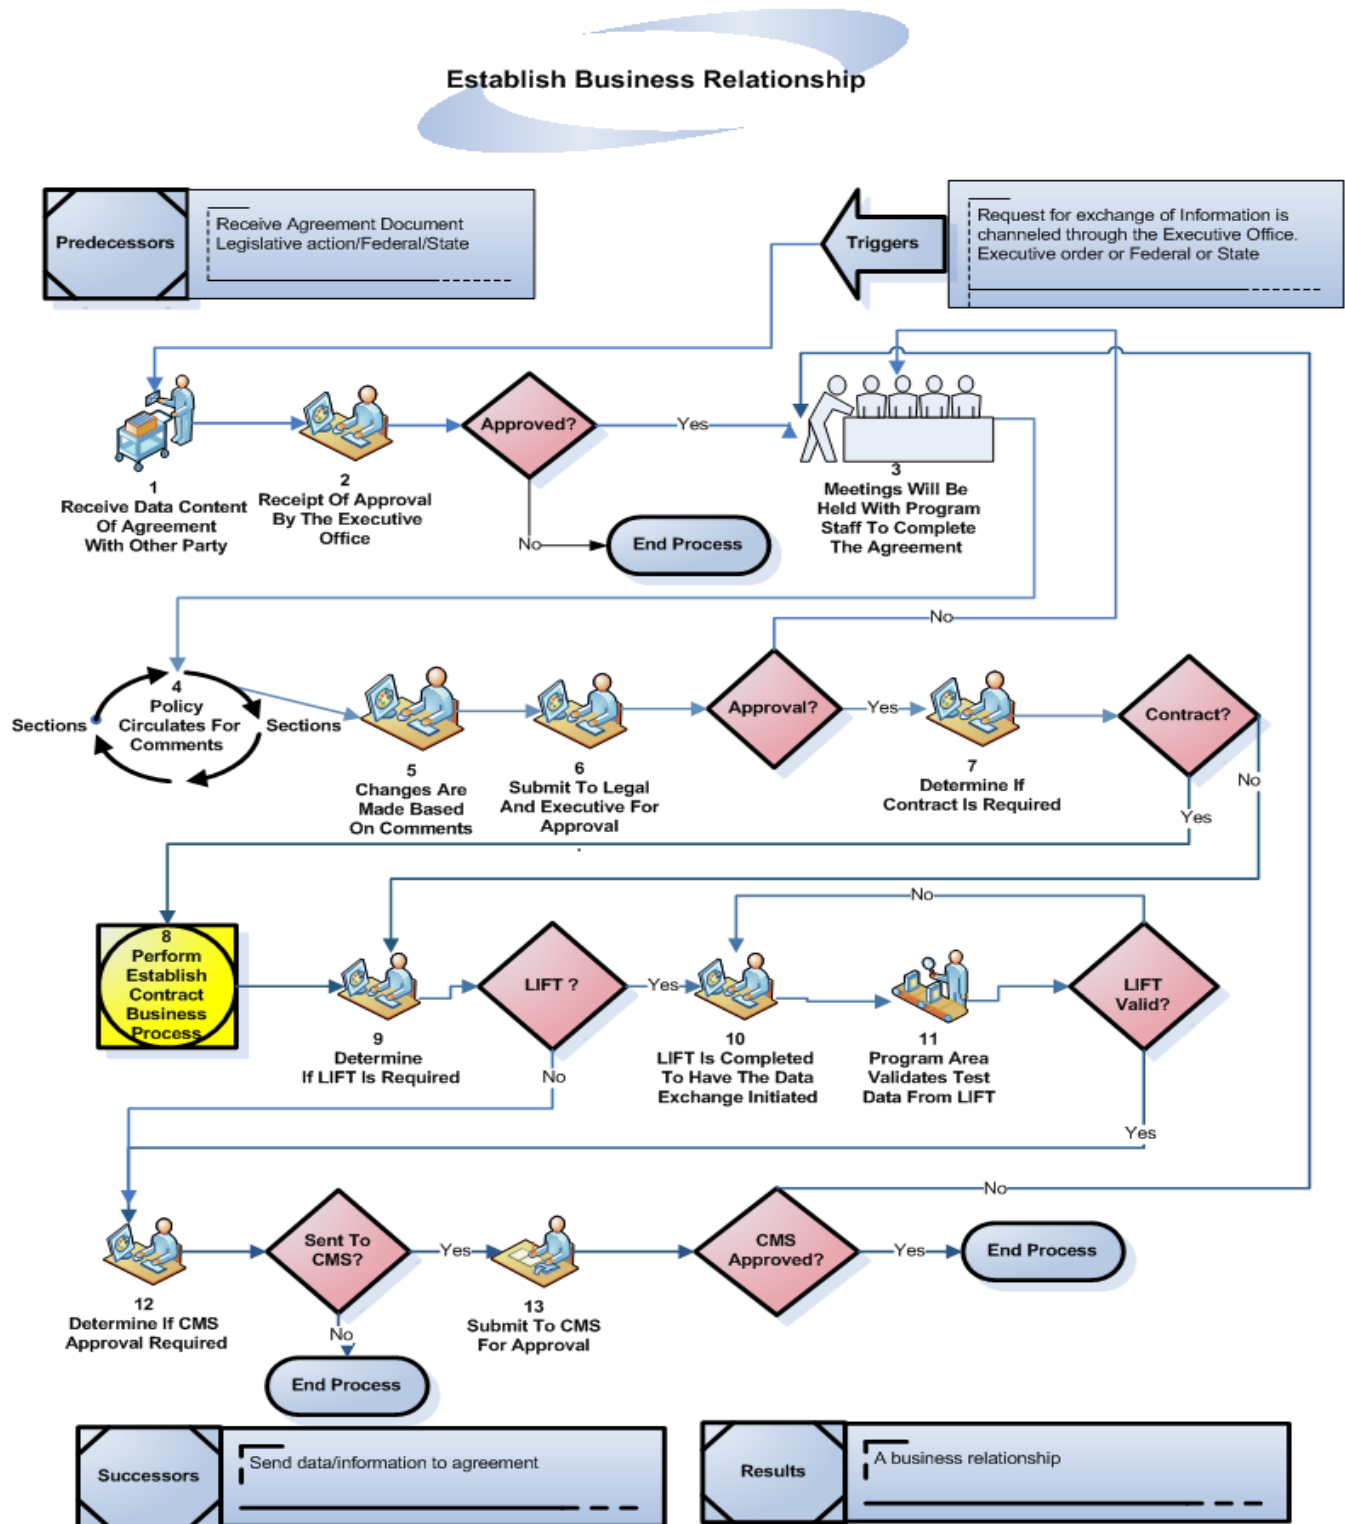 Establish Business Relationship
Predecessors
Receive Agreement Document
Legislative action/Federal/State
Triggers
Request for exchange of Information is
channeled through the Executive Office.
Executive order or Federal or State
1
Receive Data Content
Of Agreement
With Other Party
2
Receipt Of Approval
By The Executive
Office
Approved?
Yes
No
End Process
3
Meetings Will Be
Held With Program
Staff To Complete
The Agreement
Sections
4
Policy
Circulates For
Comments
Sections
5
Changes Are
Made Based
On Comments
6
Submit To Legal
And Executive For
Approval
.
Approval?
No
Yes
7
Determine If
Contract Is Required
Contract?
No
Yes
8
Perform
Establish
Contract
Business
Process
9
Determine
If LIFT Is Required
LIFT ?
Yes
No
10
LIFT Is Completed
To Have The Data
Exchange Initiated
11
Program Area
Validates Test
Data From LIFT
No
LIFT
Valid?
Yes
12
Determine If CMS
Approval Required
Sent To
CMS?
Yes
No
End Process
13
Submit To CMS
For Approval
CMS
Approved?
No
Yes
End Process
Successors
Send data/information to agreement
Results
A business relationship